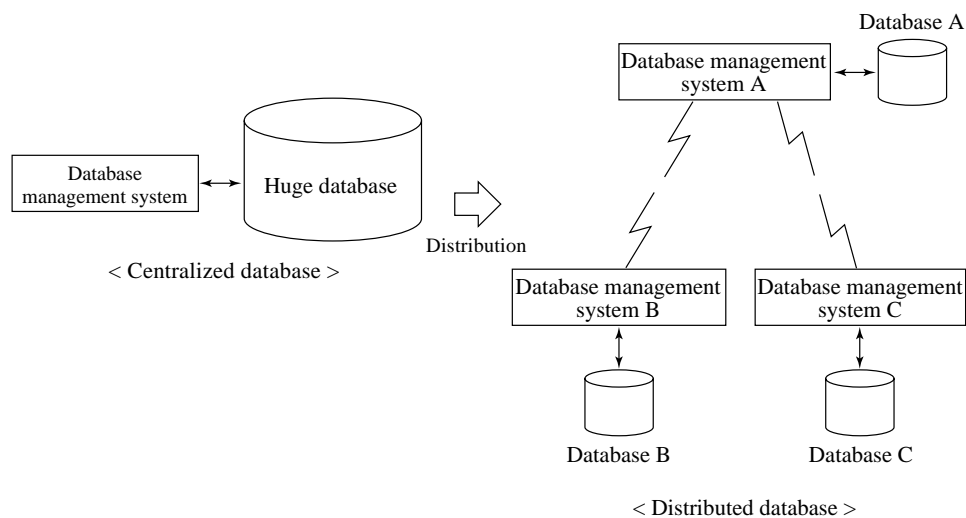 Database
management system
Huge database
< Centralized database >
Distribution
Database A
Database management
system A
Database management
system B
Database management
system C
Database B
Database C
< Distributed database >